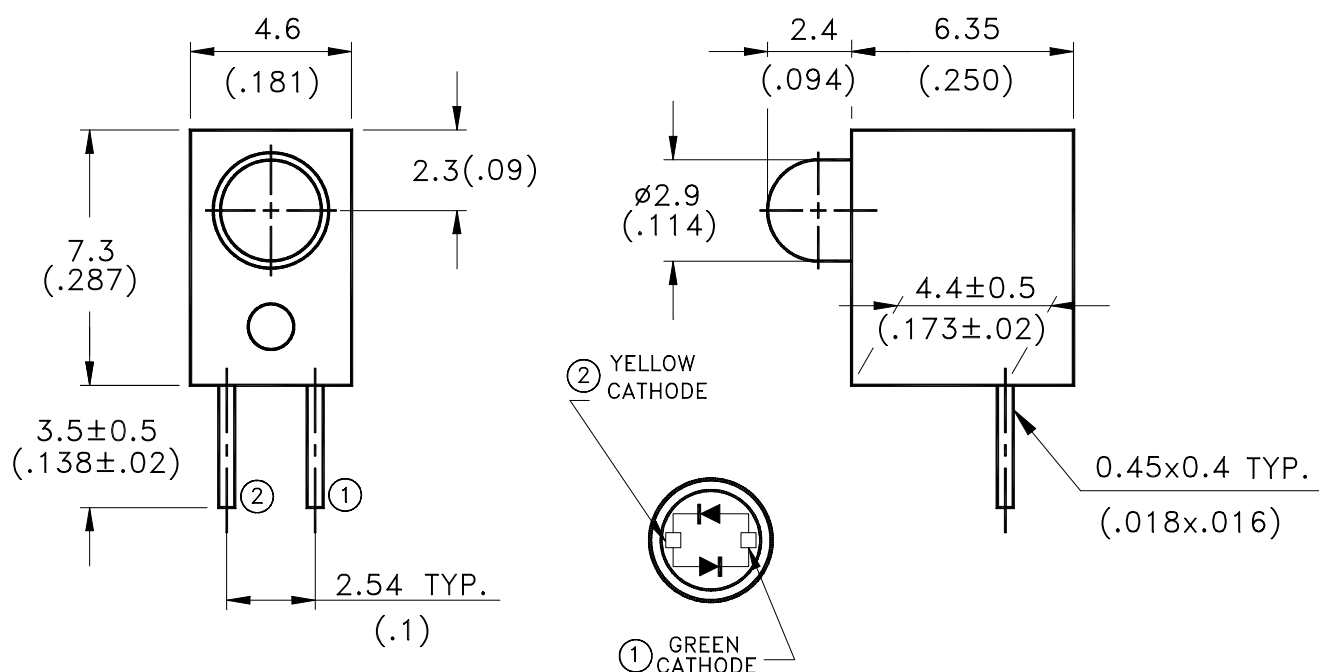 4.6
(.181)
2.3(.09)
7.3
(.287)
3.5±0.5
(.138±.02)
2
1
2.54 TYP.
(.1)
2.4
(.094)
6.35
(.250)
ø2.9
(.114)
4.4±0.5
(.173±.02)
0.45x0.4 TYP.
(.018x.016)
2 YELLOW
CATHODE
1 GREEN
CATHODE